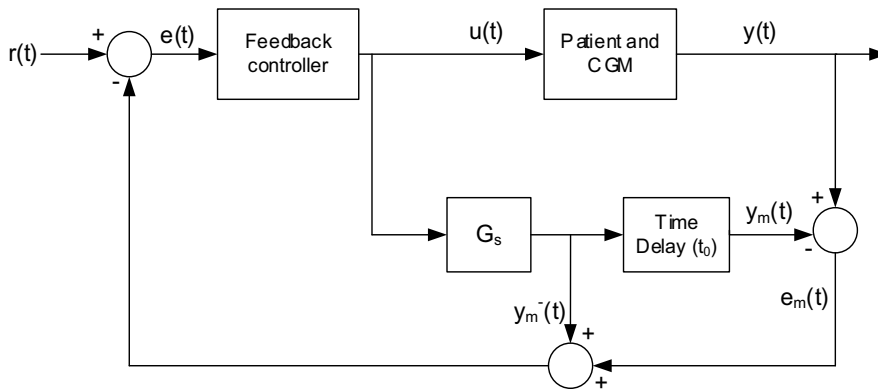 r(t)
+
-
e(t)
Feedback
controller
u(t)
Patient and
CGM
y(t)
G_s
Time
Delay (t_0)
y_m(t)
+
-
e_m(t)
y_m^-(t)
+
+